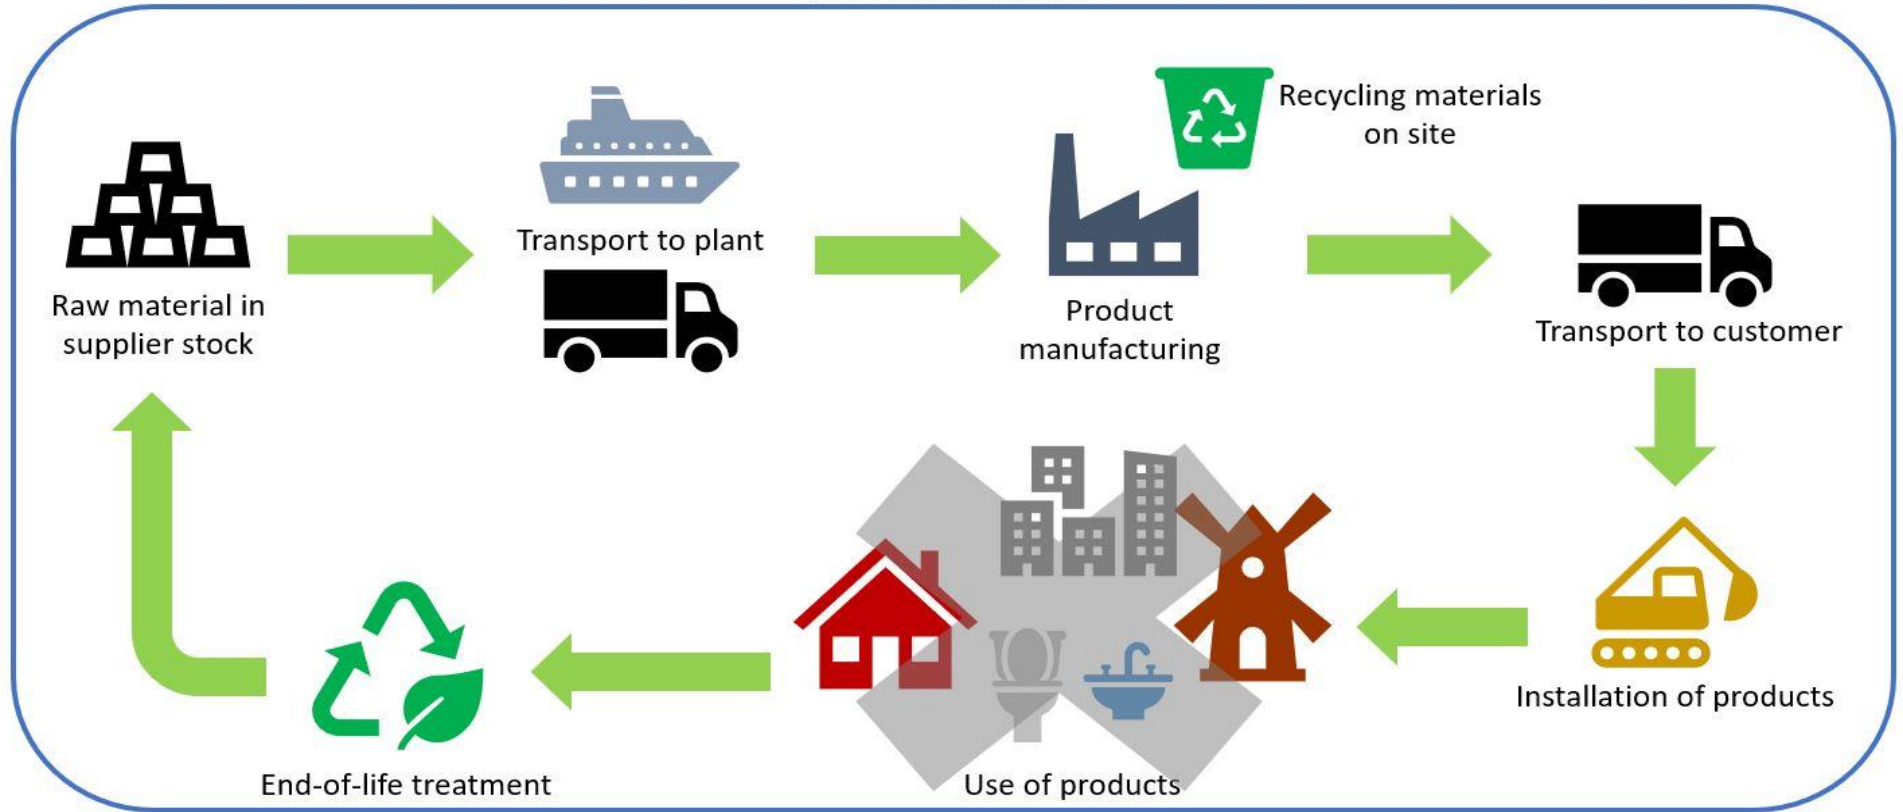 Recycling materials
on site
Transport to plant
Raw material in
supplier stock
Product
manufacturing
Transport to customer
Installation of products
Use of products
End-of-life treatment